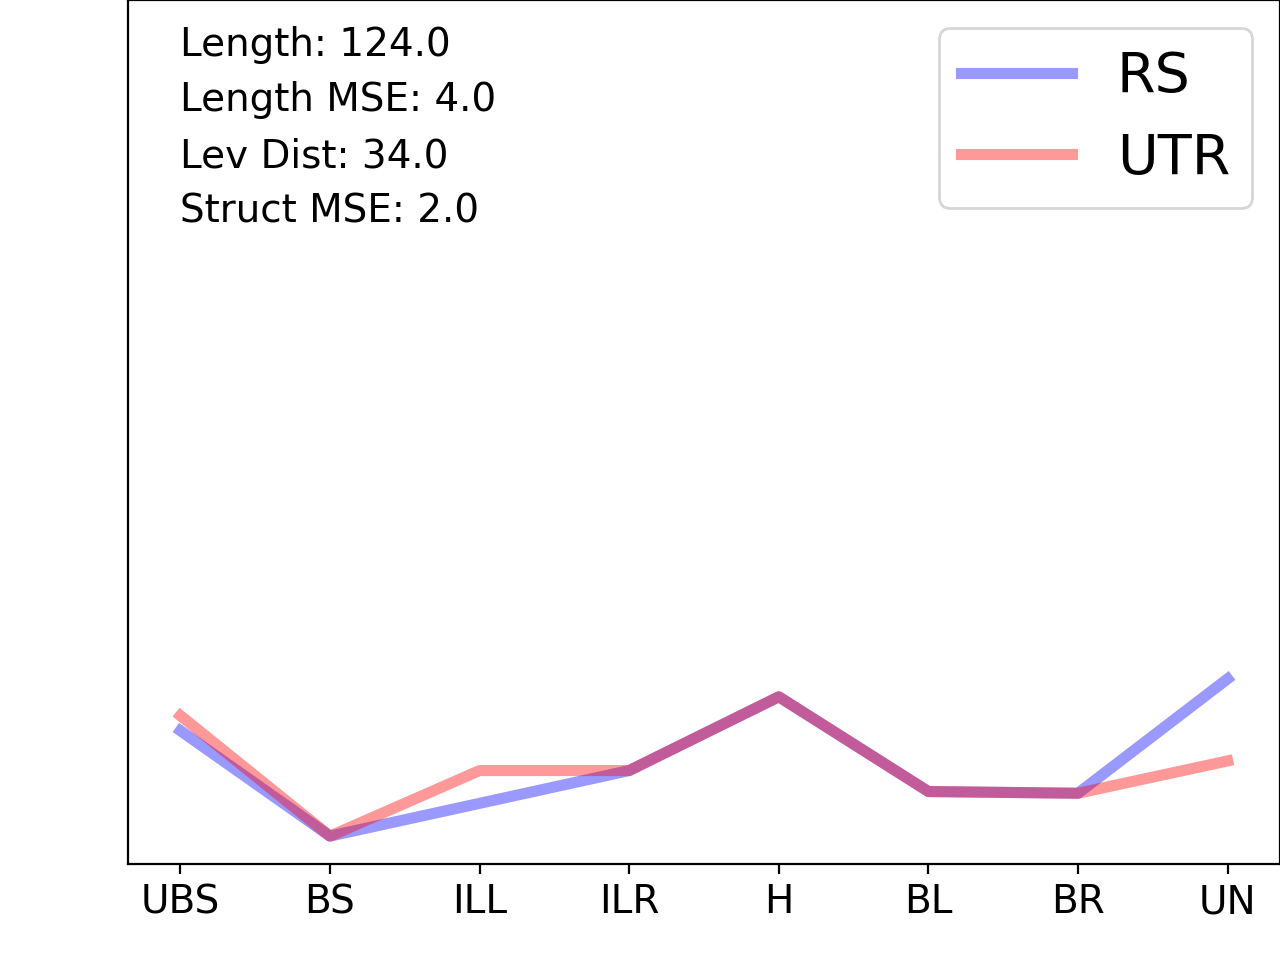 Length: 124.0
Length MSE: 4.0
Lev Dist: 34.0
Struct MSE: 2.0
RS
UTR
UBS BS ILL ILR H BL BR UN